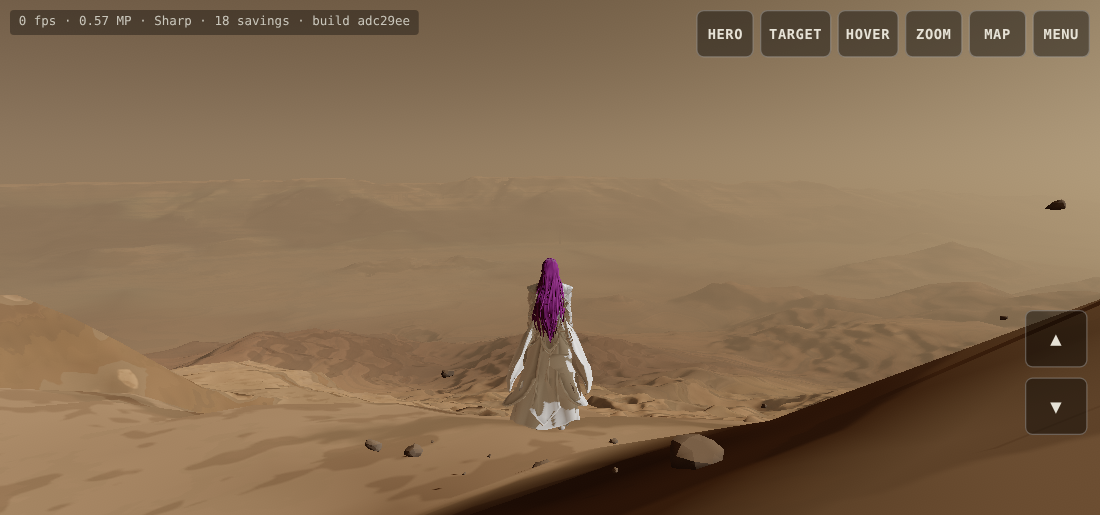 0 fps · 0.57 MP · Sharp · 18 savings · build adc29ee
HERO
TARGET
HOVER
ZOOM
MAP
MENU
▲
▼